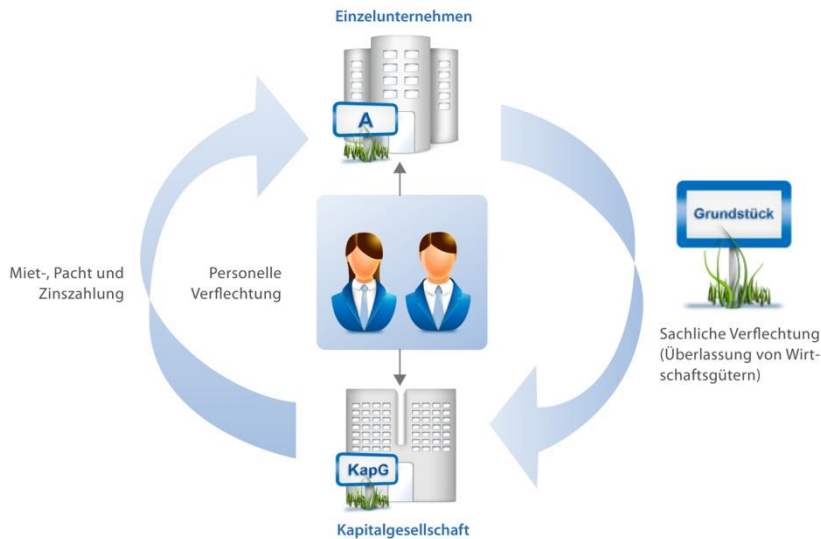 Einzelunternehmen
A
Grundstück
Miet-, Pacht und
Zinszahlung
Personelle
Verflechtung
Sachliche Verflechtung
(Überlassung von Wirt-
schaftsgütern)
KapG
Kapitalgesellschaft